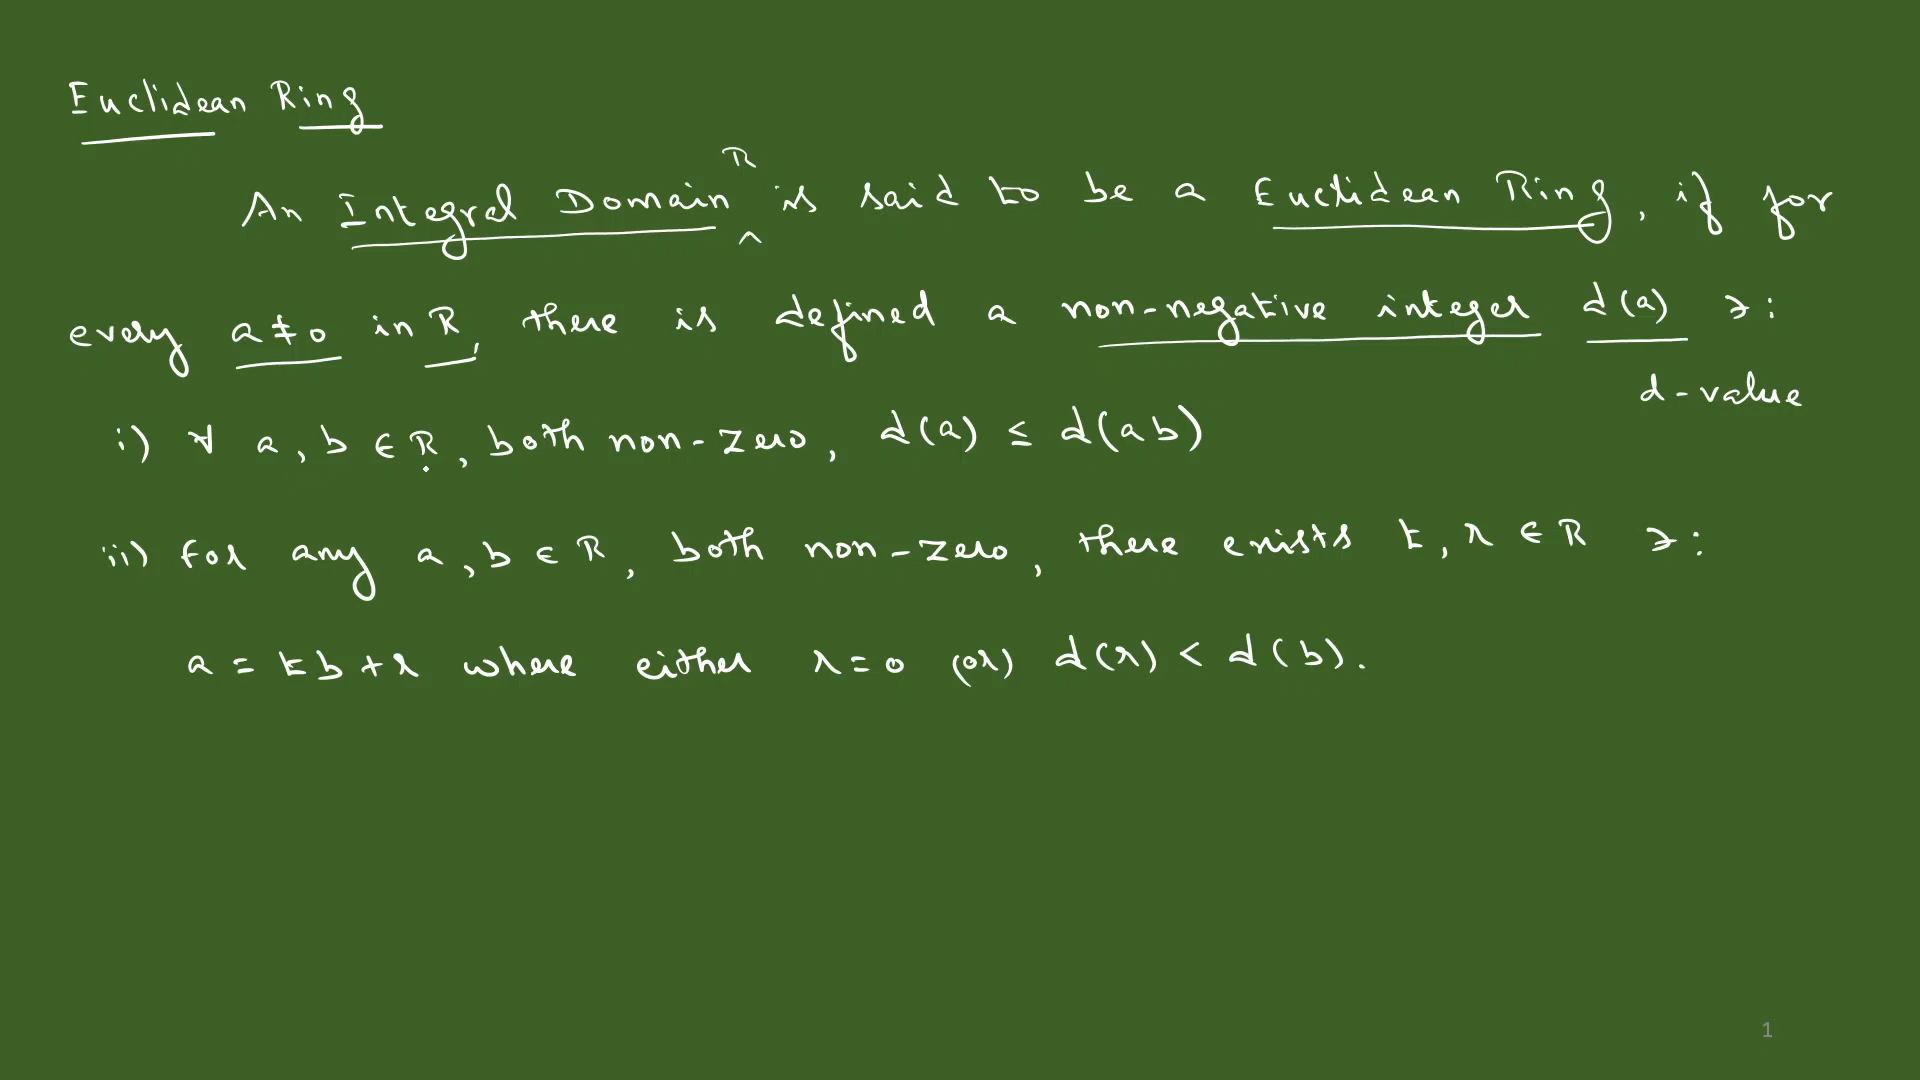 Euclidean Ring
An Integral Domain R is said to be a Euclidean Ring, if for
every a≠0 in R, there is defined a non-negative integer d(a) ∋:
d-value
i) ∀ a, b ∈ R, both non-zero, d(a) ≤ d(ab)
ii) For any a, b ∈ R, both non-zero, there exists t, r ∈ R ∋:
a = tb + r where either r = 0 (or) d(r) < d(b).
1